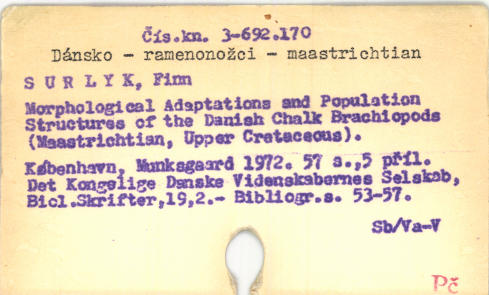 Čís.kn. 3-692.170
Dánsko - ramenonožci - maastrichtian
S U R L Y K, Finn
Morphological Adaptations and Population
Structures of the Danish Chalk Brachiopods
(Maastrichtian, Upper Cretaceous).
København, Munksgaard 1972. 57 s.,5 příl.
Det Kongelige Danske Videnskabernes Selskab,
Biol.Skrifter,19,2.- Bibliogr.s. 53-57.
Sb/Va-V
Pč